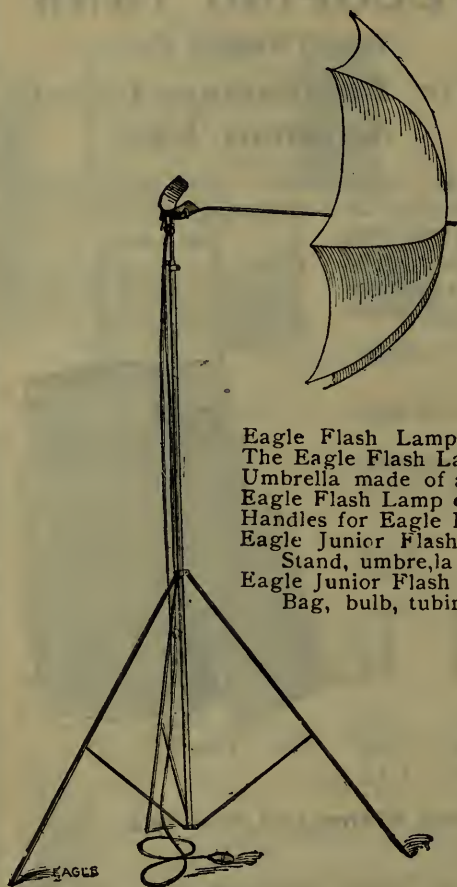 Eagle Flash Lamp
The Eagle Flash La
Umbrella made of a
Eagle Flash Lamp
Handles for Eagle
Eagle Junior Flash
Stand, umbre,la
Eagle Junior Flash
Bag, bulb, tubin
EAGLE